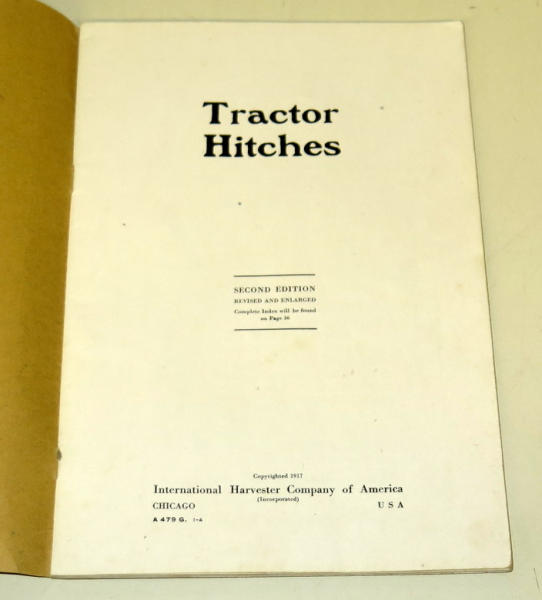 Tractor
Hitches
SECOND EDITION
REVISED AND ENLARGED
Complete Index will be found
on Page 36
Copyrighted 1917
International Harvester Company of America
(Incorporated)
CHICAGO USA
A 479 G. 1-A